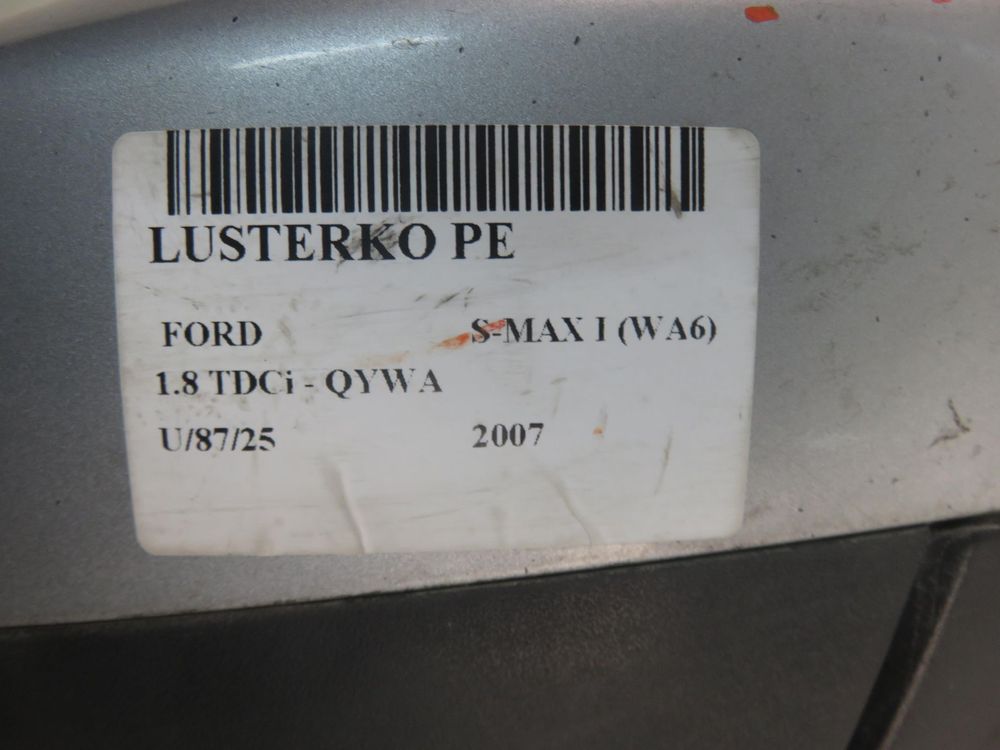 LUSTERKO PE
FORD S-MAX I (WA6)
1.8 TDCi - QYWA
U/87/25 2007